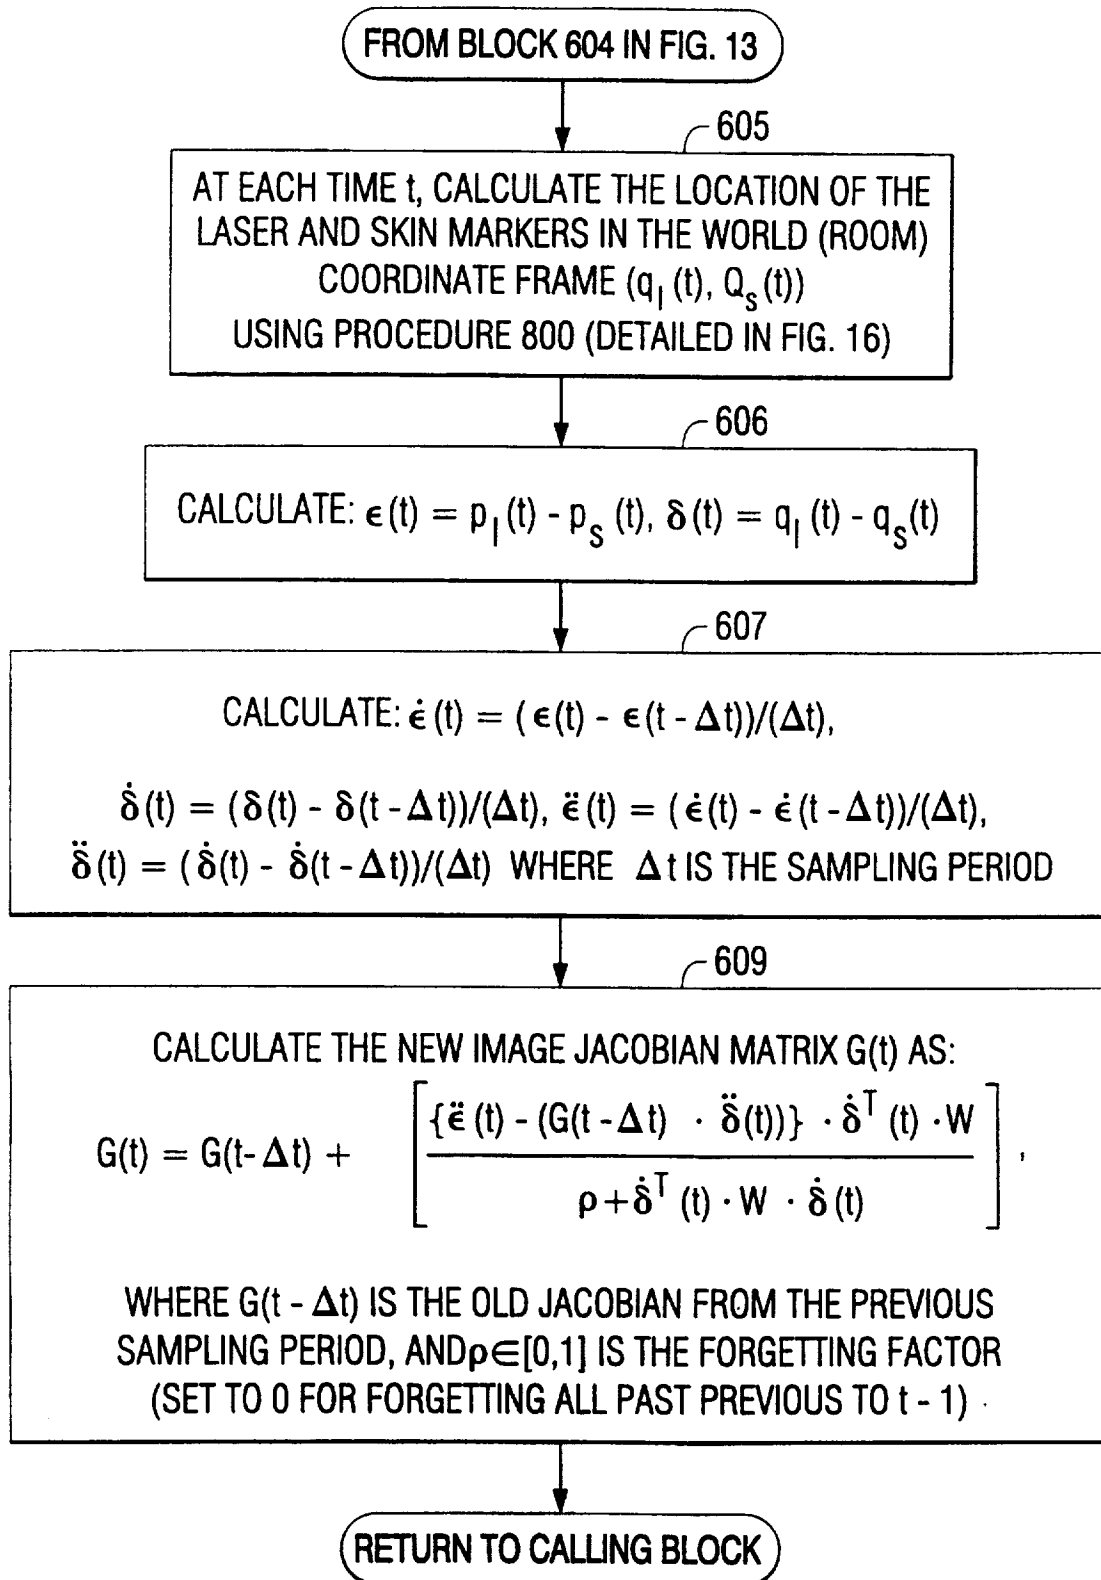 FROM BLOCK 604 IN FIG. 13
605
AT EACH TIME t, CALCULATE THE LOCATION OF THE
LASER AND SKIN MARKERS IN THE WORLD (ROOM)
COORDINATE FRAME (q_l (t), Q_s (t))
USING PROCEDURE 800 (DETAILED IN FIG. 16)
606
CALCULATE: ϵ(t) = p_l (t) - p_s (t), δ(t) = q_l (t) - q_s(t)
607
CALCULATE: ϵ̇ (t) = ( ϵ(t) - ϵ(t - Δt))/(Δt),
δ̇ (t) = (δ(t) - δ(t - Δt))/(Δt), ϵ̈ (t) = ( ϵ̇ (t) - ϵ̇ (t - Δt))/(Δt),
δ̈ (t) = (δ̇(t) - δ̇(t - Δt))/(Δt) WHERE Δt IS THE SAMPLING PERIOD
609
CALCULATE THE NEW IMAGE JACOBIAN MATRIX G(t) AS:
G(t) = G(t- Δt) + [ {ϵ̈ (t) - (G(t - Δt) · δ̈(t))} · δ̇^T (t) · W / ρ + δ̇^T (t) · W · δ̇ (t) ] ,
WHERE G(t - Δt) IS THE OLD JACOBIAN FROM THE PREVIOUS
SAMPLING PERIOD, AND ρ∈[0,1] IS THE FORGETTING FACTOR
(SET TO 0 FOR FORGETTING ALL PAST PREVIOUS TO t - 1)
RETURN TO CALLING BLOCK